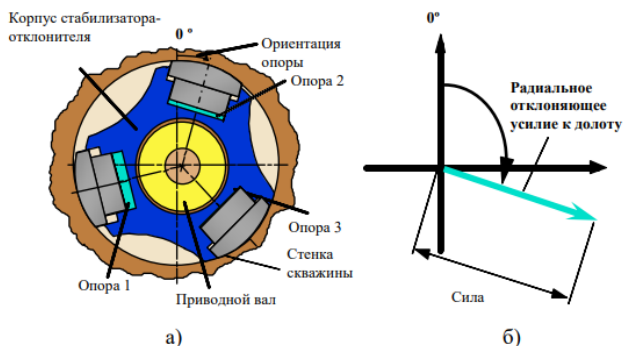 Корпус стабилизатора-
отклонителя
0 º
Ориентация
опоры
Опора 2
Опора 3
Стенка
скважины
Опора 1
Приводной вал
а)
0º
Радиальное
отклоняющее
усилие к долоту
Сила
б)